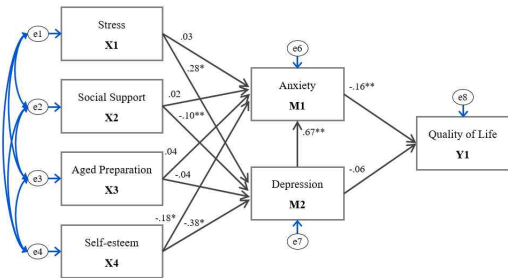 e1
Stress
X1
.03
.28*
e2
Social Support
X2
.02
-.10**
e3
Aged Preparation
X3
.04
-.04
e4
Self-esteem
X4
-.18*
-.38*
e6
Anxiety
M1
-.16**
.67**
Depression
M2
-.06
e7
e8
Quality of Life
Y1